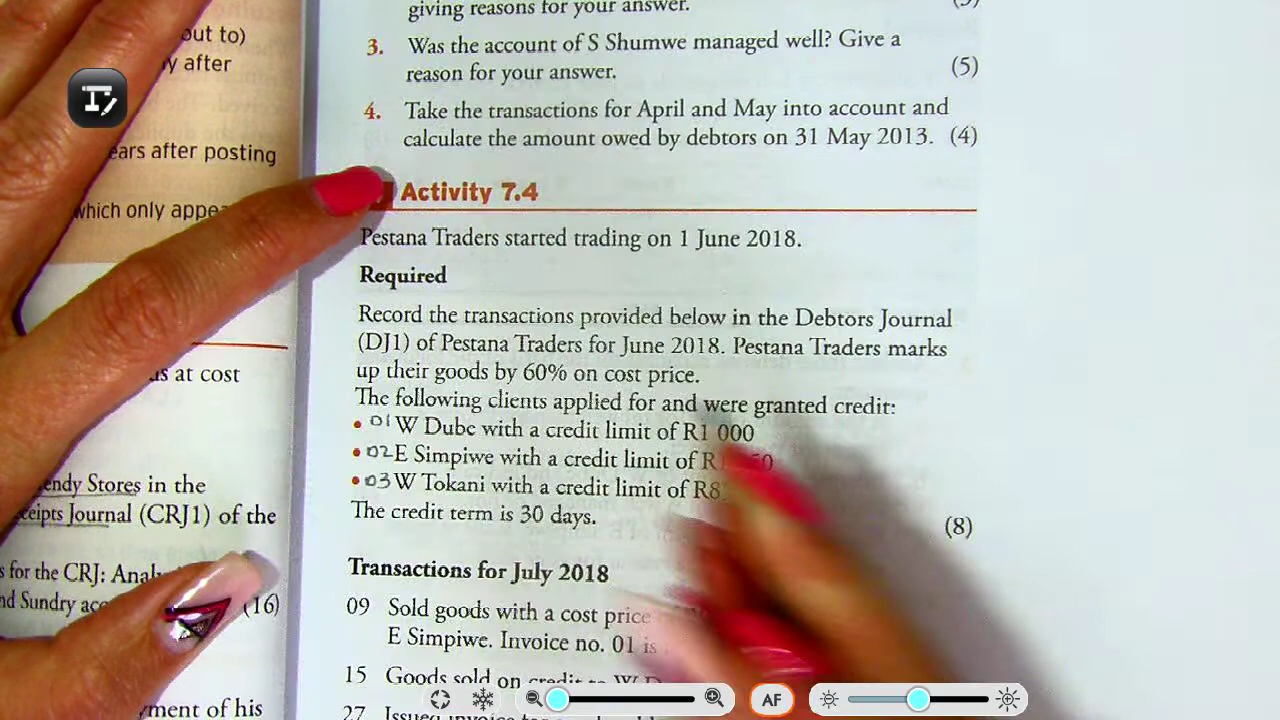 out to)
y after
ears after posting
which only appe
us at cost
endy Stores in the
ceipts Journal (CRJ1) of the
s for the CRJ: Analy
nd Sundry acc
(16)
ment of his
giving reasons for your answer.
3. Was the account of S Shumwe managed well? Give a
reason for your answer. (5)
4. Take the transactions for April and May into account and
calculate the amount owed by debtors on 31 May 2013. (4)
Activity 7.4
Pestana Traders started trading on 1 June 2018.
Required
Record the transactions provided below in the Debtors Journal
(DJ1) of Pestana Traders for June 2018. Pestana Traders marks
up their goods by 60% on cost price.
The following clients applied for and were granted credit:
• 01 W Dube with a credit limit of R1 000
• 02 E Simpiwe with a credit limit of
• 03 W Tokani with a credit limit of R8
The credit term is 30 days. (8)
Transactions for July 2018
09 Sold goods with a cost price
E Simpiwe. Invoice no. 01 is
15 Goods sold on credit to W D
27 Issued invoice
AF